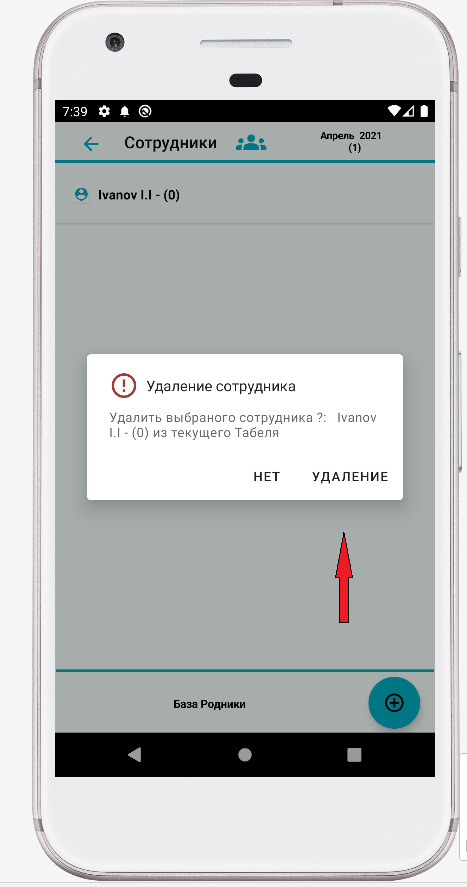 7:39
Сотрудники
Апрель 2021
(1)
Ivanov I.I - (0)
Удаление сотрудника
Удалить выбраного сотрудника ?: Ivanov
I.I - (0) из текущего Табеля
НЕТ УДАЛЕНИЕ
База Родники